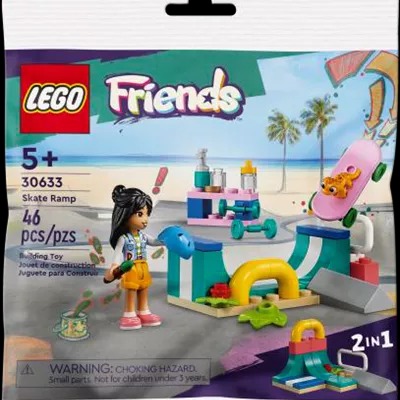 LEGO
Friends
5+
30633
Skate Ramp
46
pcs/pzs
Building Toy
Jouet de construction
Juguete para Construir
WARNING: CHOKING HAZARD.
Small parts. Not for children under 3 years.
2 IN 1